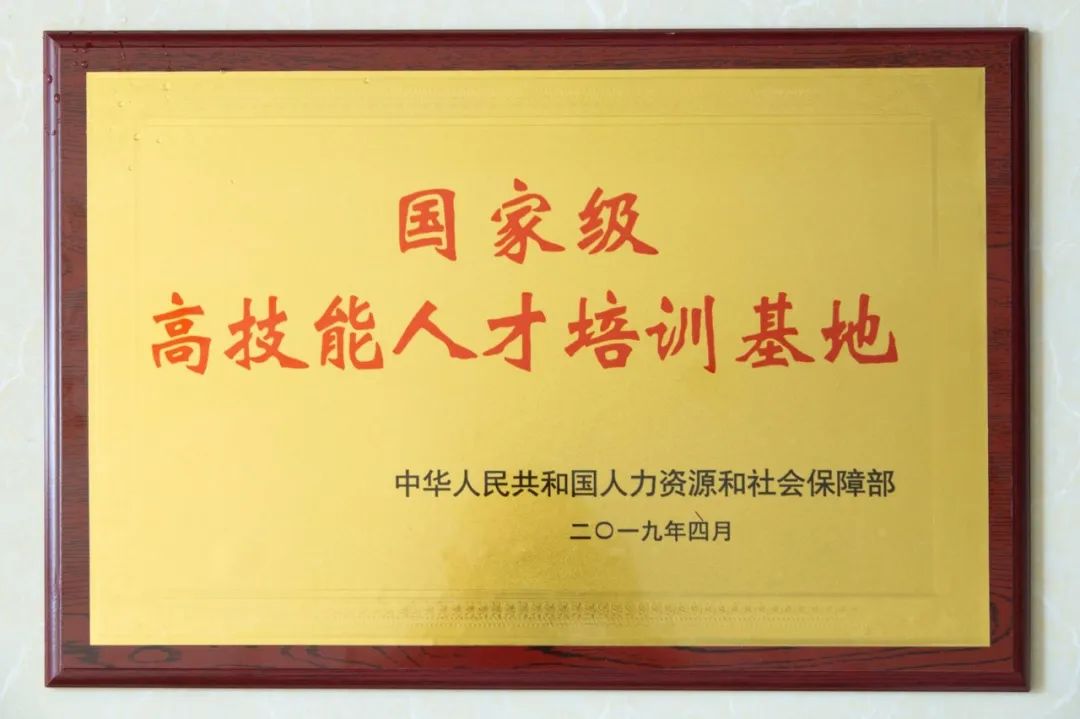 国家级
高技能人才培训基地
中华人民共和国人力资源和社会保障部
二〇一九年四月